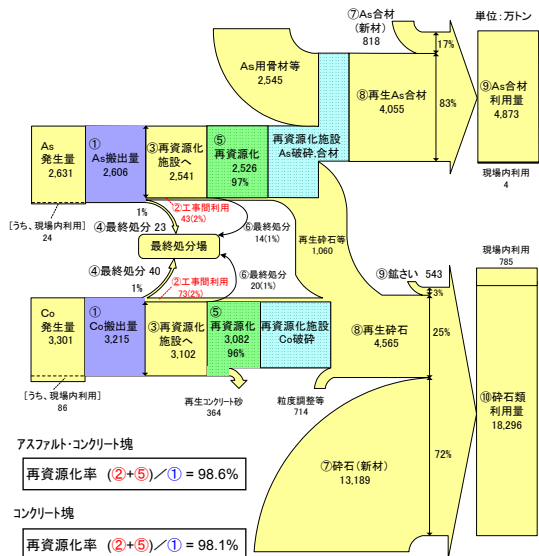 単位：万トン
⑦As合材
(新材)
818
17%
As用骨材等
2,545
⑧再生As合材
4,055
83%
⑨As合材
利用量
4,873
現場内利用
4
As
発生量
2,631
①
As搬出量
2,606
③再資源化
施設へ
2,541
⑤
再資源化
2,526
97%
再資源化施設
As破砕,合材
[うち、現場内利用]
24
1%
②工事間利用
43(2%)
④最終処分 23
⑥最終処分
14(1%)
最終処分場
再生砕石等
1,060
④最終処分 40
1%
②工事間利用
73(2%)
⑥最終処分
20(1%)
⑨鉱さい 543
3%
現場内利用
785
Co
発生量
3,301
①
Co搬出量
3,215
③再資源化
施設へ
3,102
⑤
再資源化
3,082
96%
再資源化施設
Co破砕
⑧再生砕石
4,565
25%
[うち、現場内利用]
86
再生コンクリート砂
364
粒度調整等
714
⑩砕石類
利用量
18,296
⑦砕石(新材)
13,189
72%
アスファルト・コンクリート塊
再資源化率 (②+⑤)／① = 98.6%
コンクリート塊
再資源化率 (②+⑤)／① = 98.1%